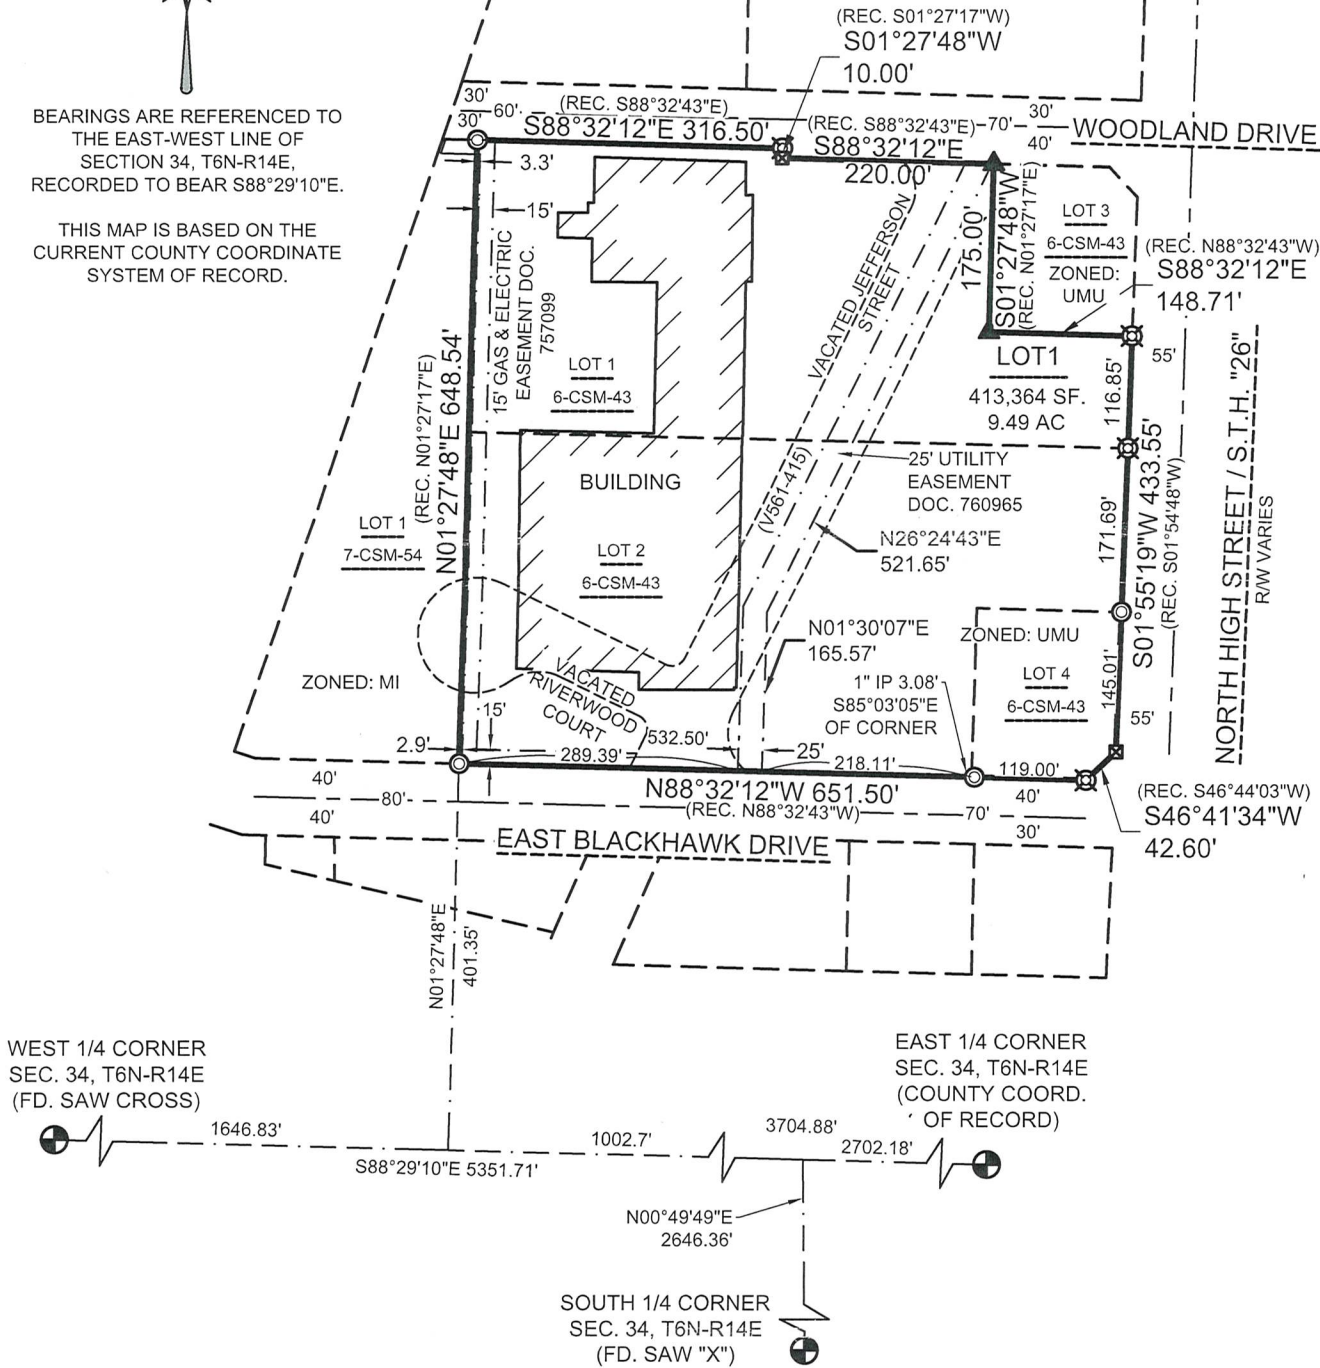 (REC. S01°27'17"W)
S01°27'48"W
10.00'
BEARINGS ARE REFERENCED TO
THE EAST-WEST LINE OF
SECTION 34, T6N-R14E,
RECORDED TO BEAR S88°29'10"E.
THIS MAP IS BASED ON THE
CURRENT COUNTY COORDINATE
SYSTEM OF RECORD.
30'
30'
60'
(REC. S88°32'43"E)
S88°32'12"E 316.50'
(REC. S88°32'43"E)
S88°32'12"E
220.00'
70'
30'
40'
WOODLAND DRIVE
3.3'
15'
15' GAS & ELECTRIC
EASEMENT DOC.
757099
VACATED JEFFERSON
STREET
(V561-415)
175.00'
S01°27'48"W
(REC. N01°27'17"E)
LOT 3
6-CSM-43
ZONED:
UMU
(REC. N88°32'43"W)
S88°32'12"E
148.71'
LOT 1
6-CSM-43
LOT1
413,364 SF.
9.49 AC
55'
116.85'
(REC. N01°27'17"E)
N01°27'48"E 648.54'
BUILDING
25' UTILITY
EASEMENT
DOC. 760965
LOT 1
7-CSM-54
LOT 2
6-CSM-43
N26°24'43"E
521.65'
171.69'
S01°55'19"W 433.55'
(REC. S01°54'48"W)
NORTH HIGH STREET / S.T.H. "26"
R/W VARIES
N01°30'07"E
165.57'
ZONED: UMU
ZONED: MI
VACATED
RIVERWOOD
COURT
1" IP 3.08'
S85°03'05"E
OF CORNER
LOT 4
6-CSM-43
145.01'
55'
15'
2.9'
532.50'
289.39'
25'
218.11'
119.00'
N88°32'12"W 651.50'
(REC. N88°32'43"W)
40'
80'
40'
70'
40'
30'
(REC. S46°44'03"W)
S46°41'34"W
42.60'
EAST BLACKHAWK DRIVE
N01°27'48"E
401.35'
WEST 1/4 CORNER
SEC. 34, T6N-R14E
(FD. SAW CROSS)
EAST 1/4 CORNER
SEC. 34, T6N-R14E
(COUNTY COORD.
OF RECORD)
1646.83'
1002.7'
3704.88'
2702.18'
S88°29'10"E 5351.71'
N00°49'49"E
2646.36'
SOUTH 1/4 CORNER
SEC. 34, T6N-R14E
(FD. SAW "X")